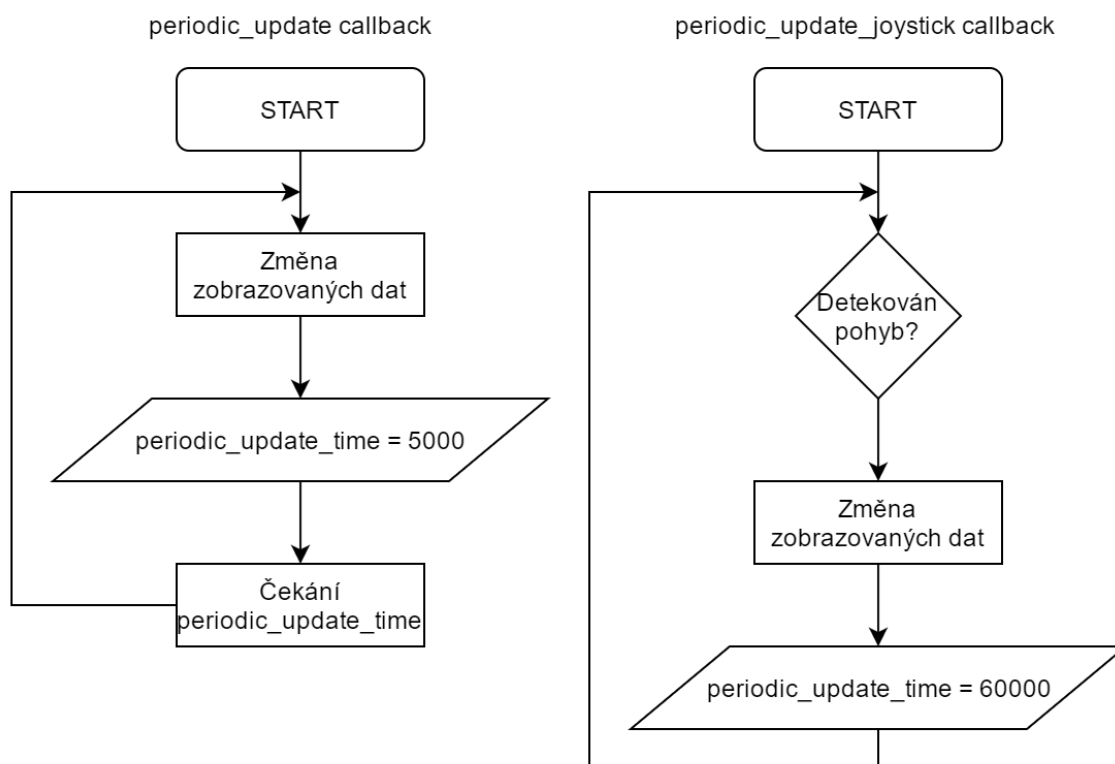 periodic_update callback
START
Změna
zobrazovaných dat
periodic_update_time = 5000
Čekání
periodic_update_time
periodic_update_joystick callback
START
Detekován
pohyb?
Změna
zobrazovaných dat
periodic_update_time = 60000